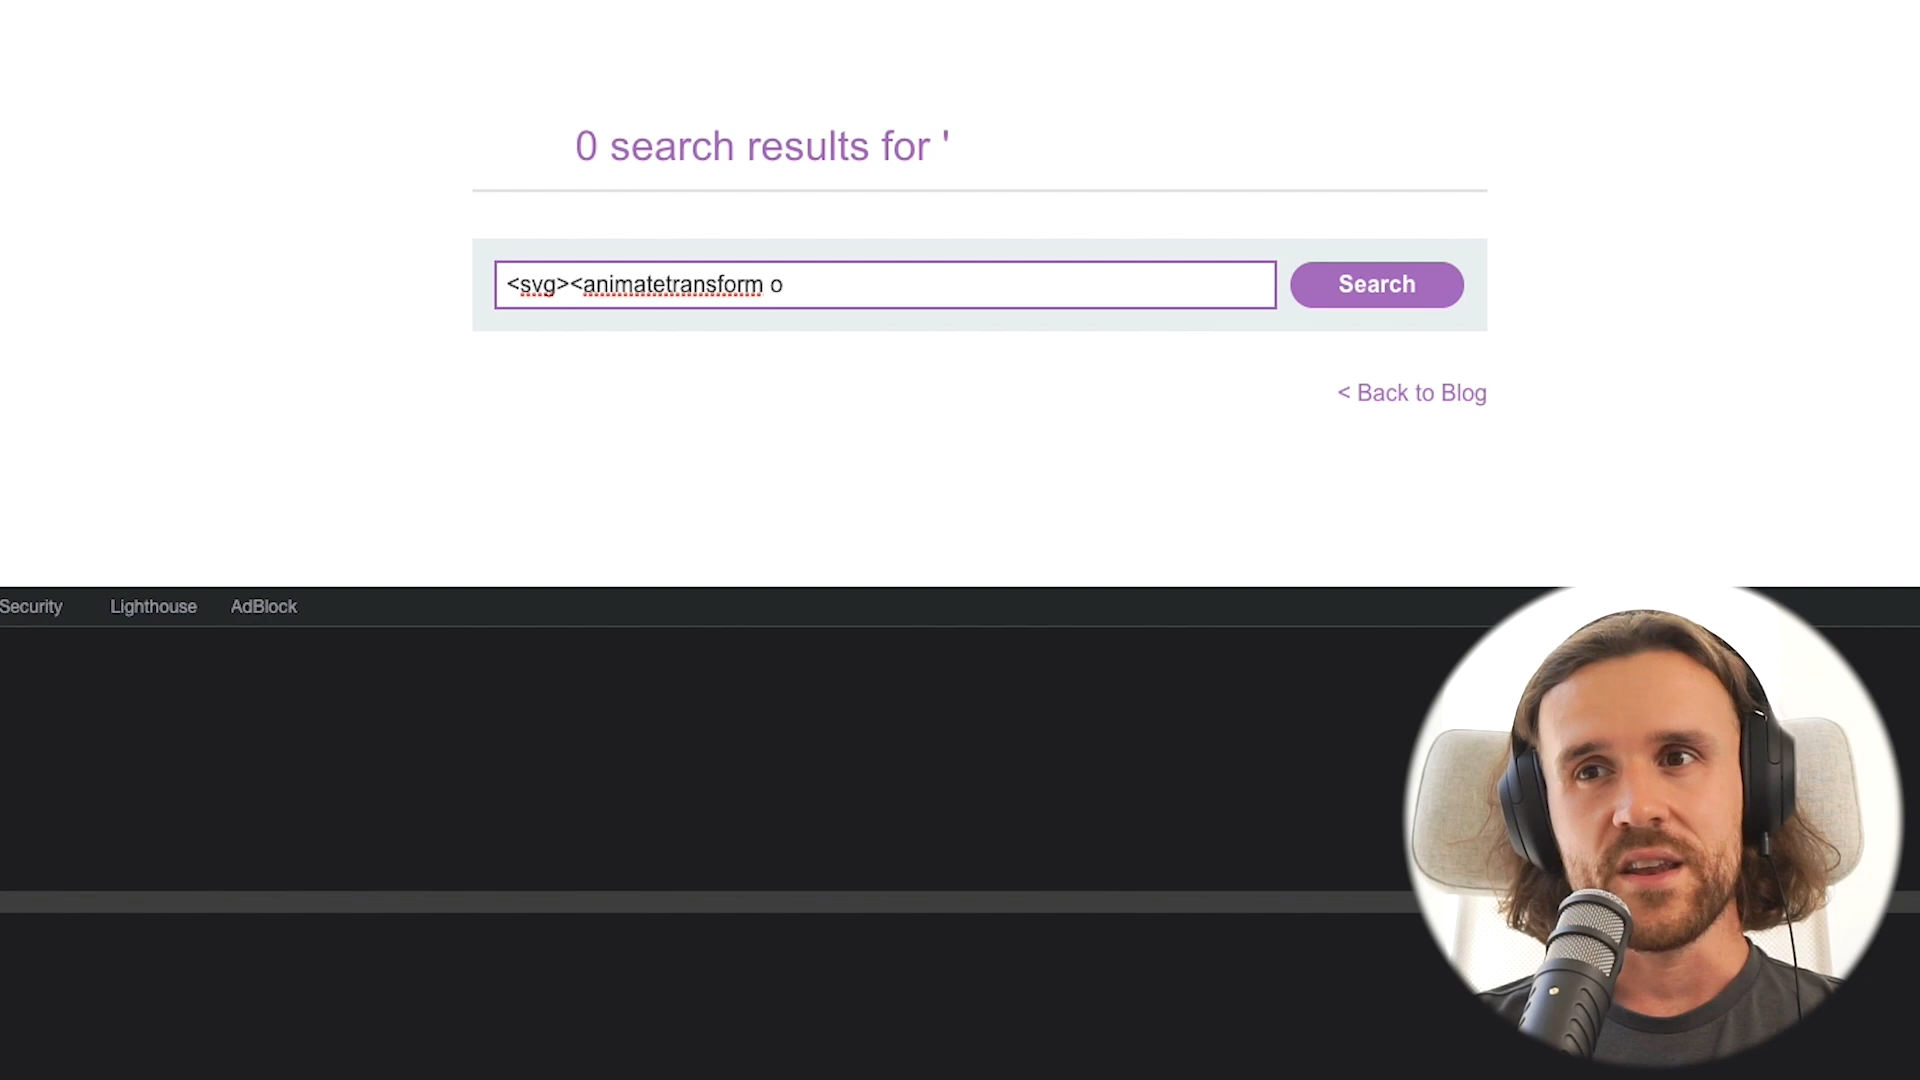 0 search results for '
<svg><animatetransform o
Search
< Back to Blog
Security Lighthouse AdBlock